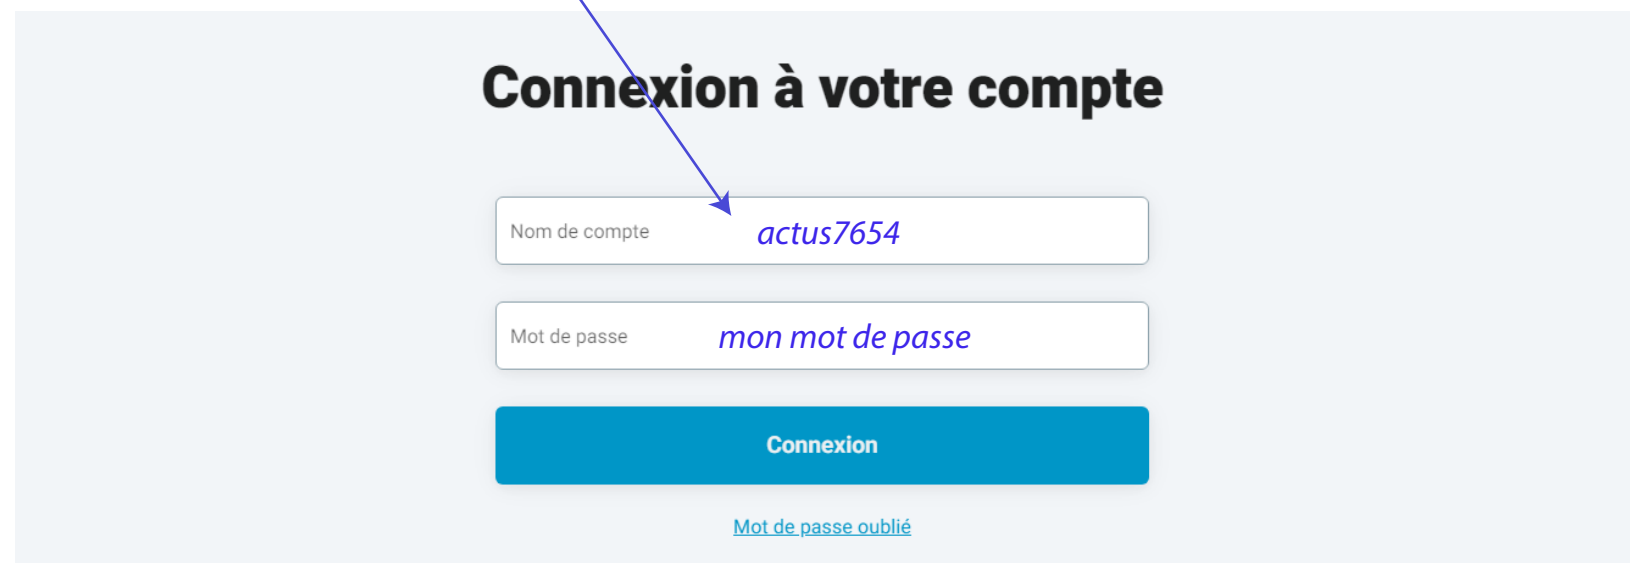 Connexion à votre compte
Nom de compte actus7654
Mot de passe mon mot de passe
Connexion
Mot de passe oublié